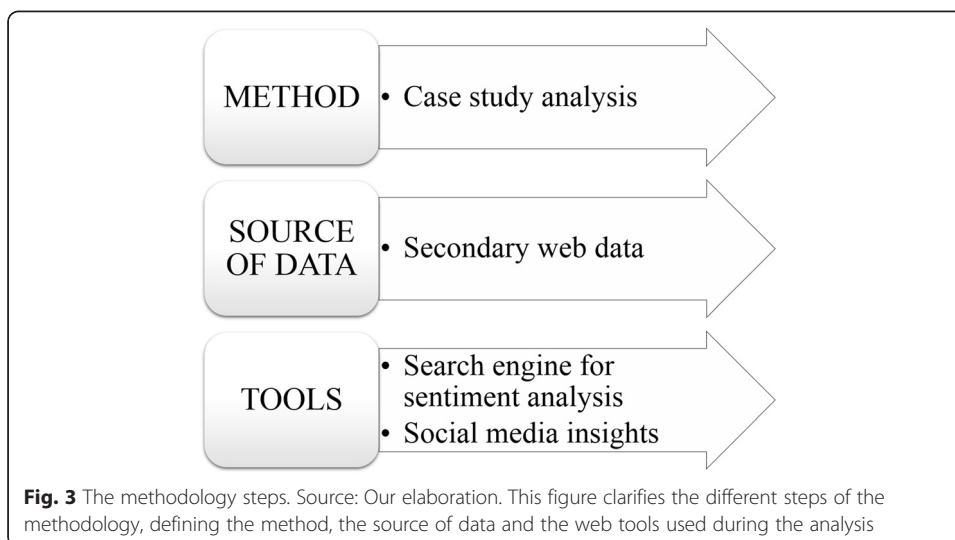 METHOD
• Case study analysis
SOURCE
OF DATA
• Secondary web data
TOOLS
• Search engine for
sentiment analysis
• Social media insights
Fig. 3 The methodology steps. Source: Our elaboration. This figure clarifies the different steps of the
methodology, defining the method, the source of data and the web tools used during the analysis